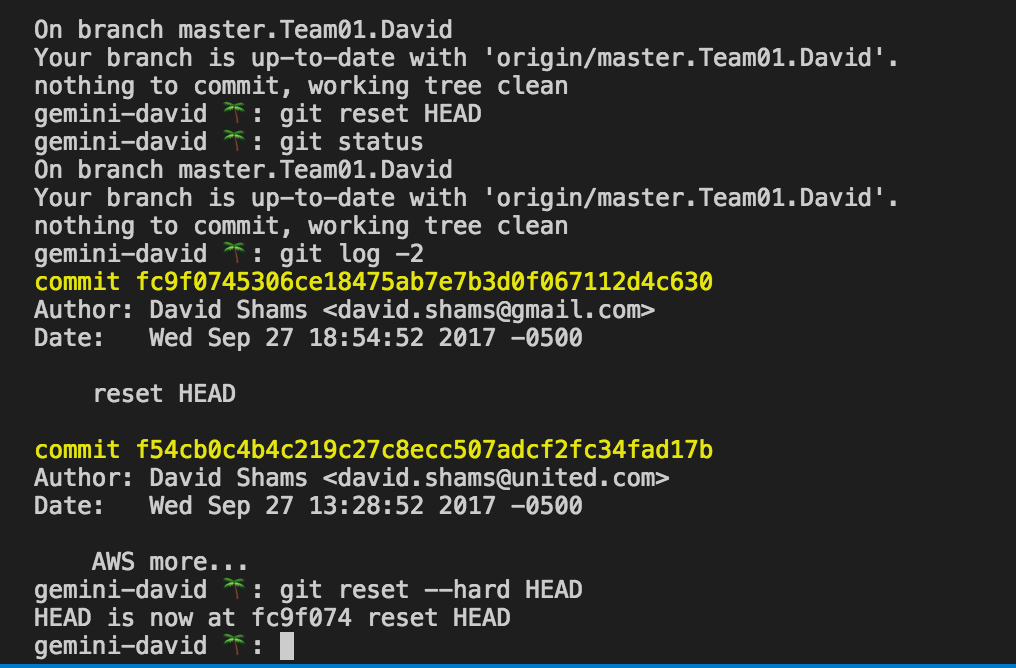 On branch master.Team01.David
Your branch is up-to-date with 'origin/master.Team01.David'.
nothing to commit, working tree clean
gemini-david 🌴: git reset HEAD
gemini-david 🌴: git status
On branch master.Team01.David
Your branch is up-to-date with 'origin/master.Team01.David'.
nothing to commit, working tree clean
gemini-david 🌴: git log -2
commit fc9f0745306ce18475ab7e7b3d0f067112d4c630
Author: David Shams <david.shams@gmail.com>
Date:   Wed Sep 27 18:54:52 2017 -0500
    reset HEAD
commit f54cb0c4b4c219c27c8ecc507adcf2fc34fad17b
Author: David Shams <david.shams@united.com>
Date:   Wed Sep 27 13:28:52 2017 -0500
    AWS more...
gemini-david 🌴: git reset --hard HEAD
HEAD is now at fc9f074 reset HEAD
gemini-david 🌴: